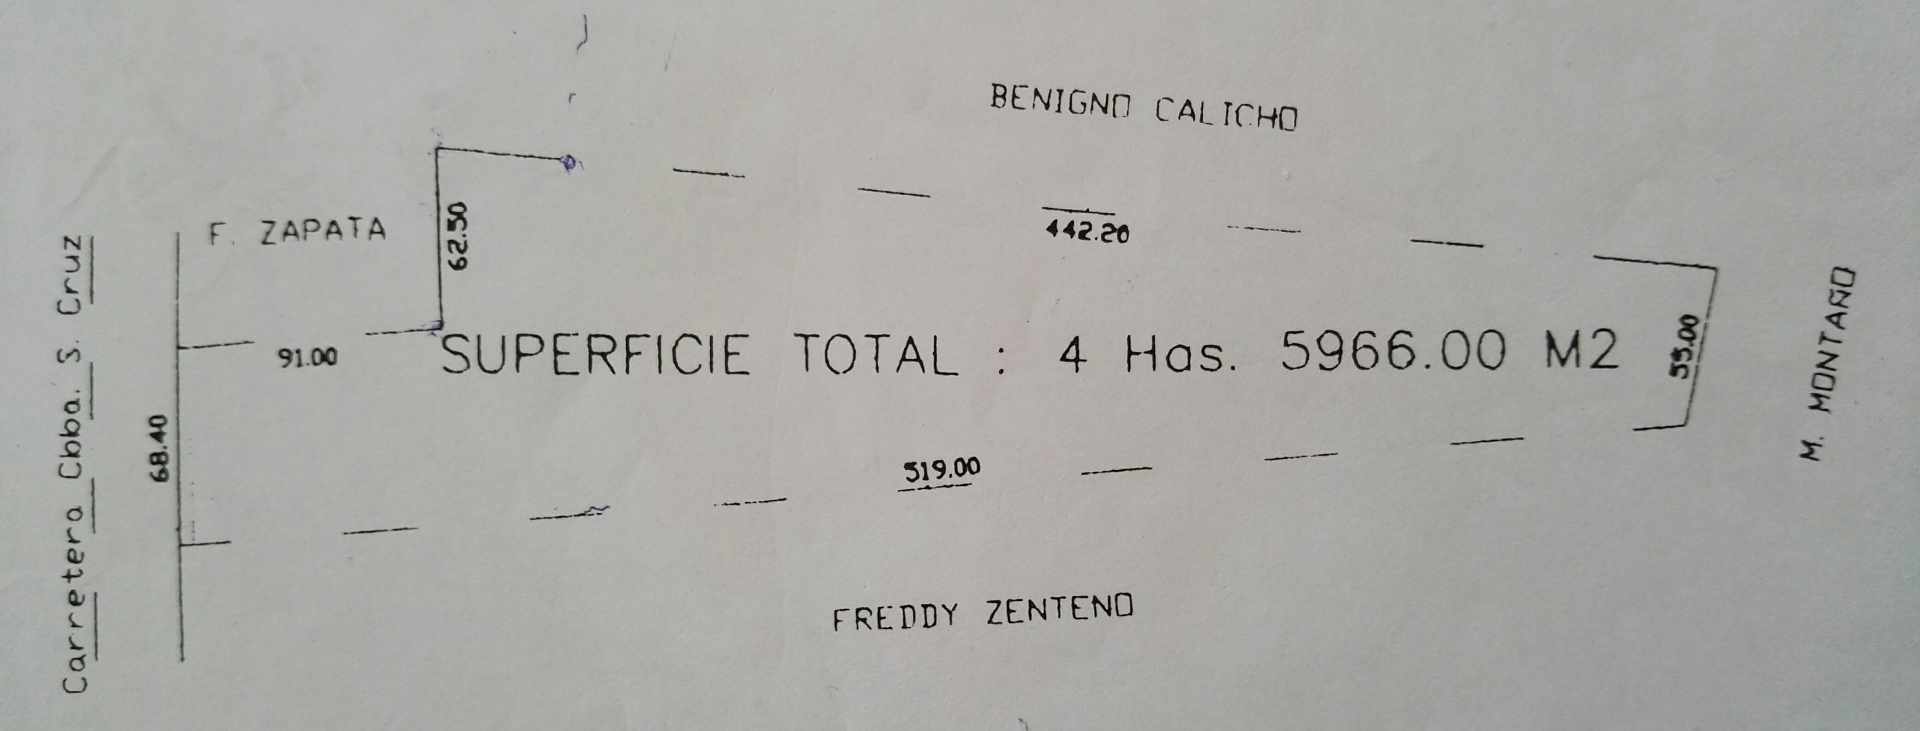 BENIGNO CALICHO
F. ZAPATA
62.50
442.20
Carretera Cbba. S. Cruz
91.00
SUPERFICIE TOTAL : 4 Has. 5966.00 M2
55.00
M. MONTAÑO
68.40
519.00
FREDDY ZENTENO